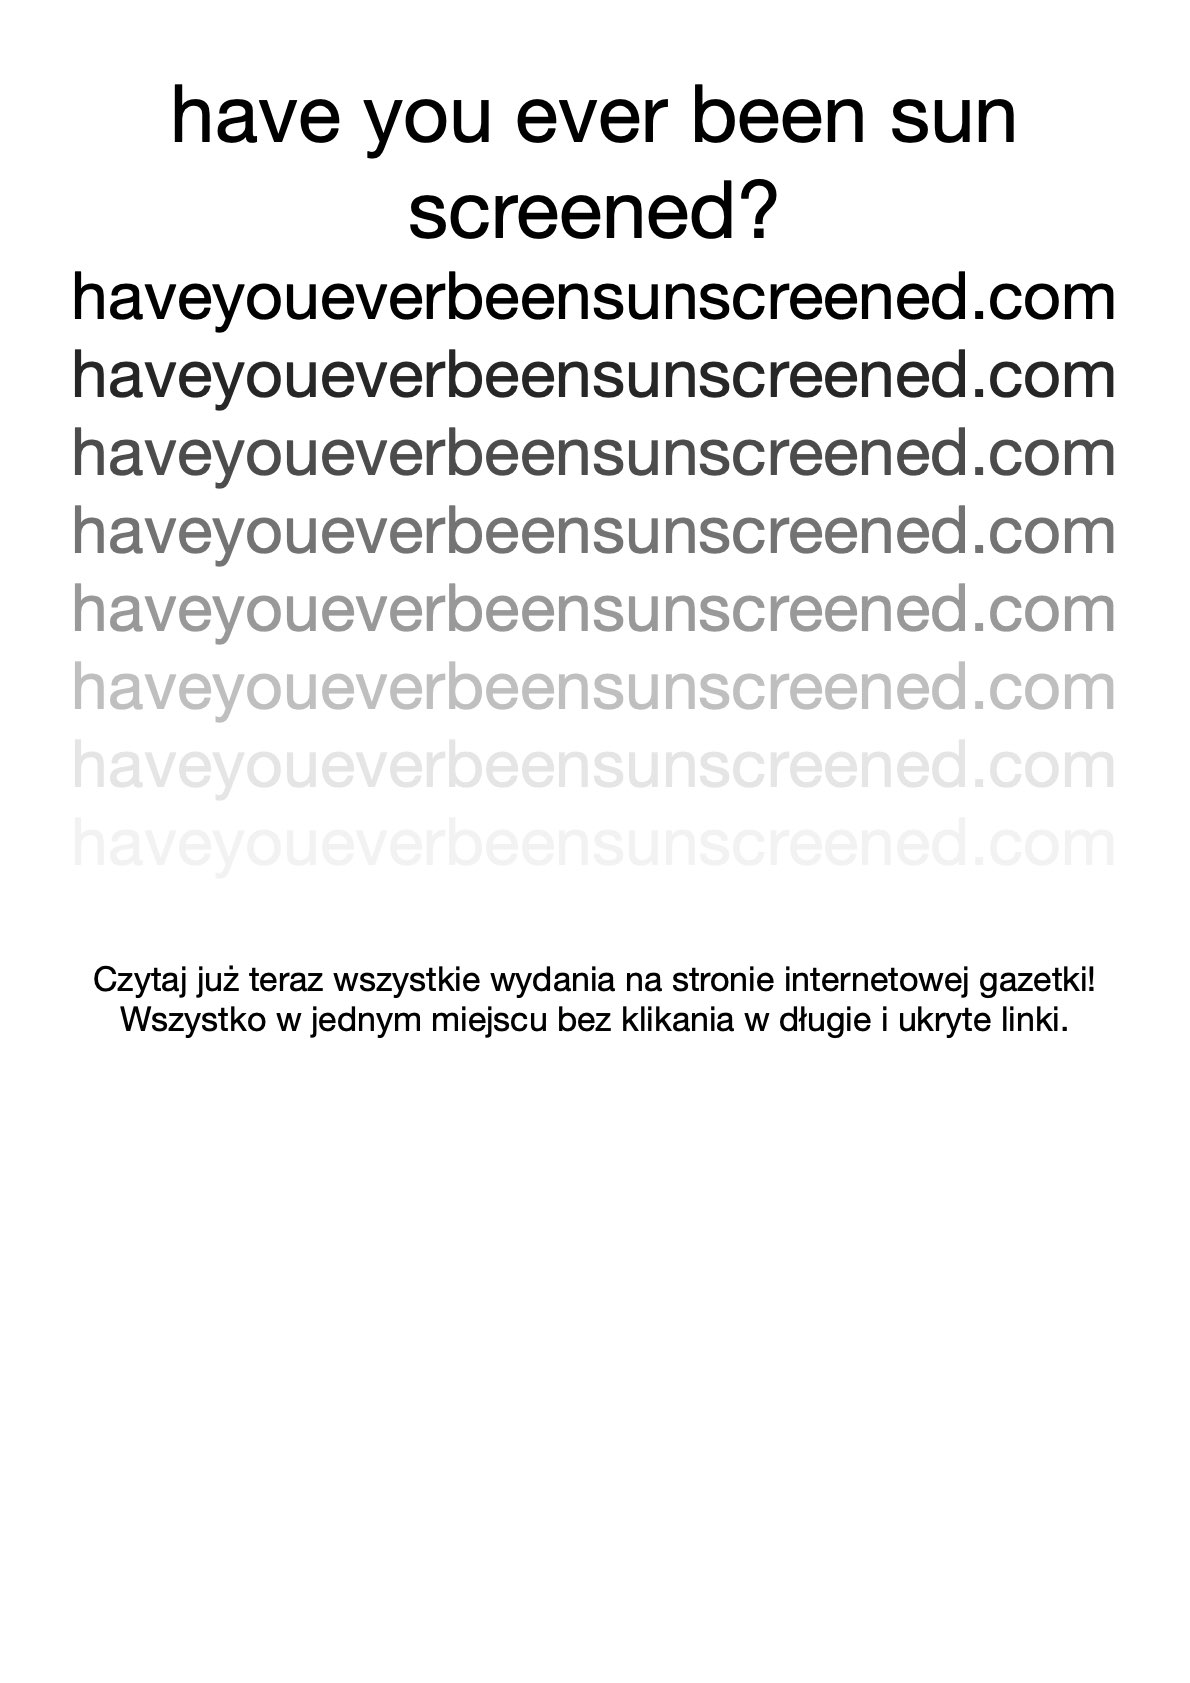 have you ever been sun
screened?
haveyoueverbeensunscreened.com
haveyoueverbeensunscreened.com
haveyoueverbeensunscreened.com
haveyoueverbeensunscreened.com
haveyoueverbeensunscreened.com
haveyoueverbeensunscreened.com
haveyoueverbeensunscreened.com
haveyoueverbeensunscreened.com
Czytaj już teraz wszystkie wydania na stronie internetowej gazetki!
Wszystko w jednym miejscu bez klikania w długie i ukryte linki.